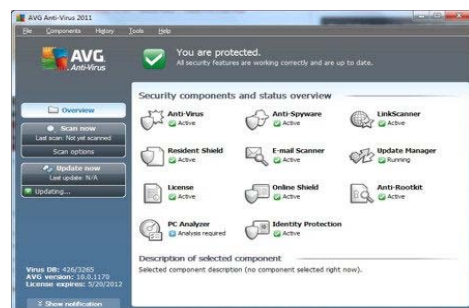 AVG Anti-Virus 2011
File Components History Tools Help
AVG
Anti-Virus
You are protected.
All security features are working correctly and are up to date.
Overview
Scan now
Last scan: Not yet scanned
Scan options
Update now
Last update: N/A
Updating...
Virus DB: 426/3265
AVG version: 10.0.1170
License expires: 5/20/2012
Show notification
Security components and status overview
Anti-Virus
Active
Anti-Spyware
Active
LinkScanner
Active
Resident Shield
Active
E-mail Scanner
Active
Update Manager
Running
License
Active
Online Shield
Active
Anti-Rootkit
Active
PC Analyzer
Analysis required
Identity Protection
Active
Description of selected component
Selected component description (no component selected right now).